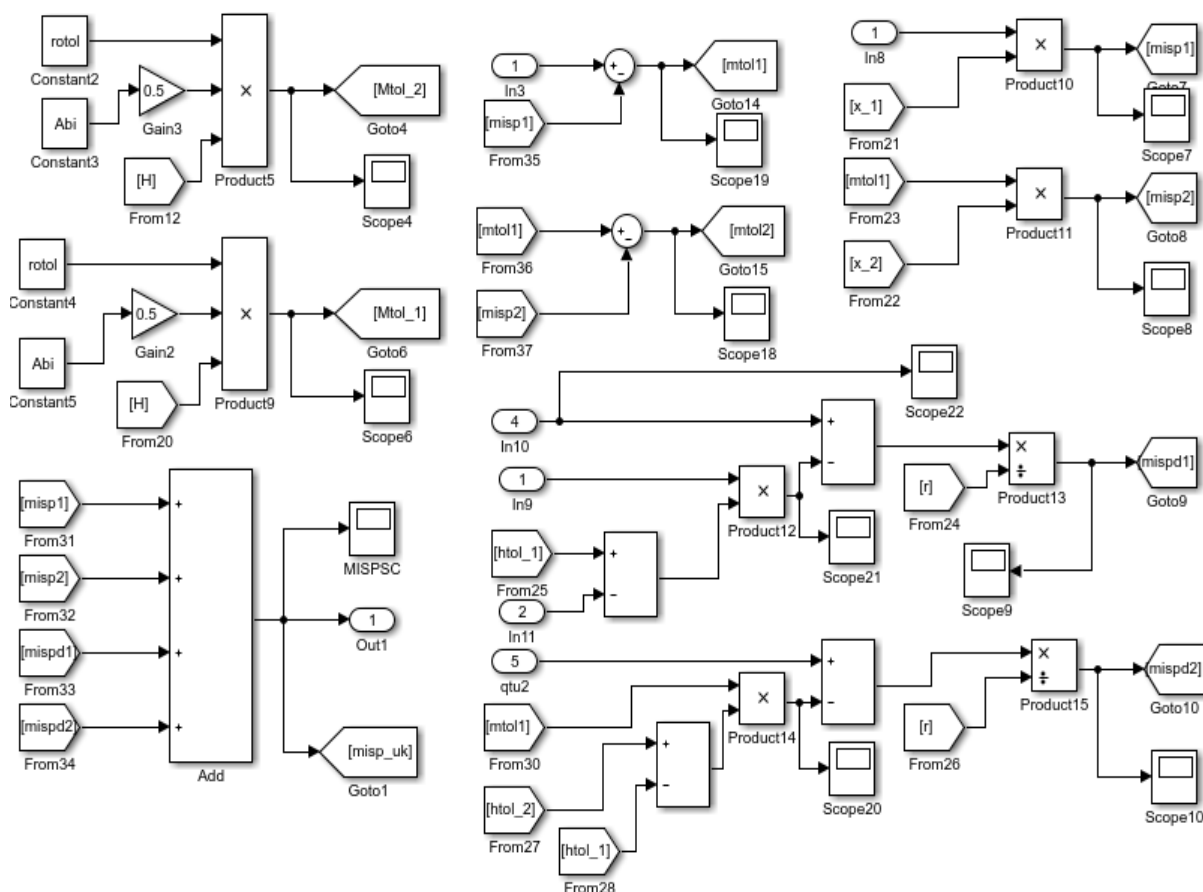 rotol
Constant2
0.5
Gain3
Abi
Constant3
[H]
From12
×
Product5
[Mtol_2]
Goto4
Scope4
rotol
Constant4
0.5
Gain2
Abi
Constant5
[H]
From20
×
Product9
[Mtol_1]
Goto6
Scope6
[misp1]
From31
[misp2]
From32
[mispd1]
From33
[mispd2]
From34
+
+
+
+
Add
MISPSC
1
Out1
[misp_uk]
Goto1
1
In3
[misp1]
From35
+
−
[mtol1]
Goto14
Scope19
[mtol1]
From36
[misp2]
From37
+
−
[mtol2]
Goto15
Scope18
1
In8
[x_1]
From21
×
Product10
[misp1]
Goto7
Scope7
[mtol1]
From23
[x_2]
From22
×
Product11
[misp2]
Goto8
Scope8
4
In10
Scope22
1
In9
[htol_1]
From25
2
In11
+
−
×
Product12
Scope21
+
−
[r]
From24
×
÷
Product13
[mispd1]
Goto9
Scope9
5
qtu2
[mtol1]
From30
[htol_2]
From27
[htol_1]
From28
+
−
×
Product14
Scope20
+
−
[r]
From26
×
÷
Product15
[mispd2]
Goto10
Scope10